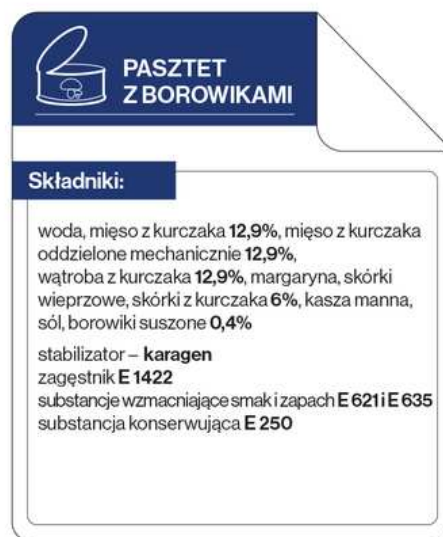 PASZTET
Z BOROWIKAMI
Składniki:
woda, mięso z kurczaka 12,9%, mięso z kurczaka
oddzielone mechanicznie 12,9%,
wątroba z kurczaka 12,9%, margaryna, skórki
wieprzowe, skórki z kurczaka 6%, kasza manna,
sól, borowiki suszone 0,4%
stabilizator – karagen
zagęstnik E 1422
substancje wzmacniające smak i zapach E 621 i E 635
substancja konserwująca E 250